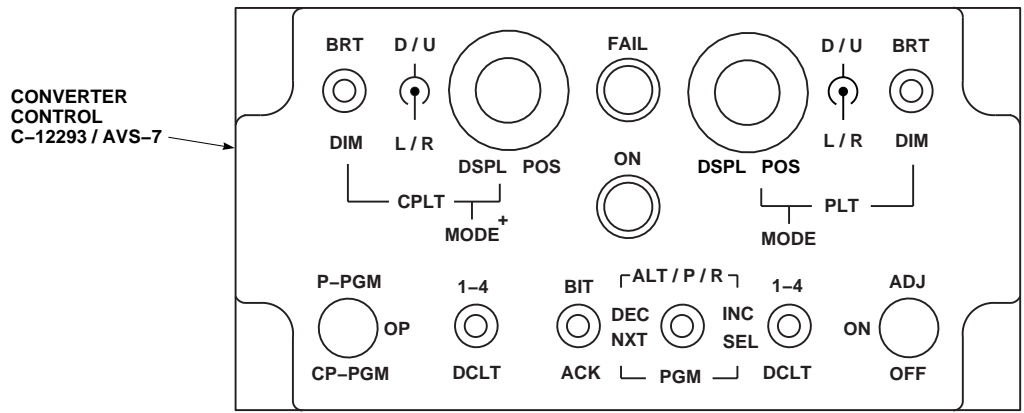 CONVERTER
CONTROL
C–12293 / AVS–7
BRT D / U FAIL D / U BRT
DIM L / R DSPL POS ON DSPL POS L / R DIM
CPLT PLT
MODE + MODE
P–PGM 1–4 BIT ALT / P / R 1–4 ADJ
OP DEC INC ON
NXT SEL
CP–PGM DCLT ACK PGM DCLT OFF